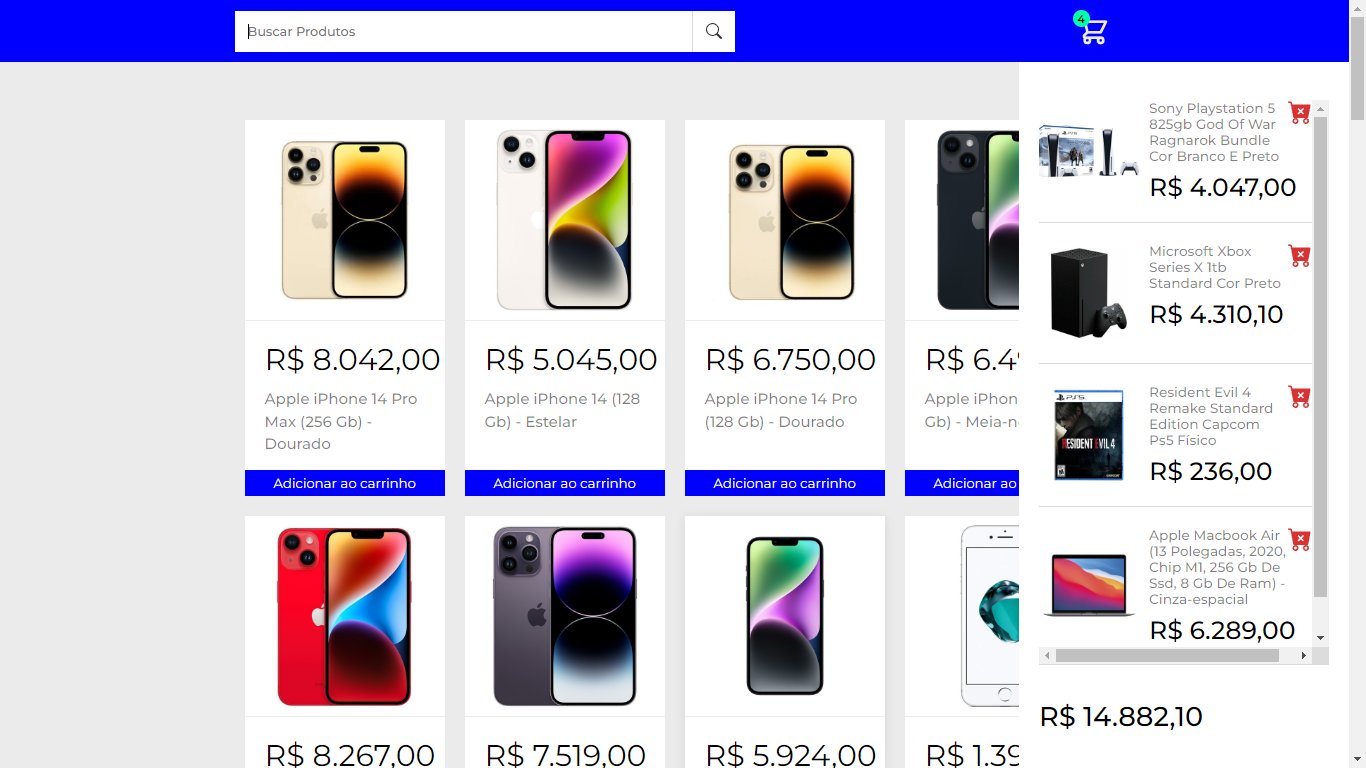 Buscar Produtos
4
R$ 8.042,00
Apple iPhone 14 Pro
Max (256 Gb) -
Dourado
Adicionar ao carrinho
R$ 5.045,00
Apple iPhone 14 (128
Gb) - Estelar
Adicionar ao carrinho
R$ 6.750,00
Apple iPhone 14 Pro
(128 Gb) - Dourado
Adicionar ao carrinho
R$ 6.4
Apple iPhon
Gb) - Meia-n
Adicionar ao
R$ 8.267,00
R$ 7.519,00
R$ 5.924,00
R$ 1.39
Sony Playstation 5
825gb God Of War
Ragnarok Bundle
Cor Branco E Preto
R$ 4.047,00
Microsoft Xbox
Series X 1tb
Standard Cor Preto
R$ 4.310,10
PS5
RESIDENT EVIL 4
Resident Evil 4
Remake Standard
Edition Capcom
Ps5 Físico
R$ 236,00
Apple Macbook Air
(13 Polegadas, 2020,
Chip M1, 256 Gb De
Ssd, 8 Gb De Ram) -
Cinza-espacial
R$ 6.289,00
R$ 14.882,10